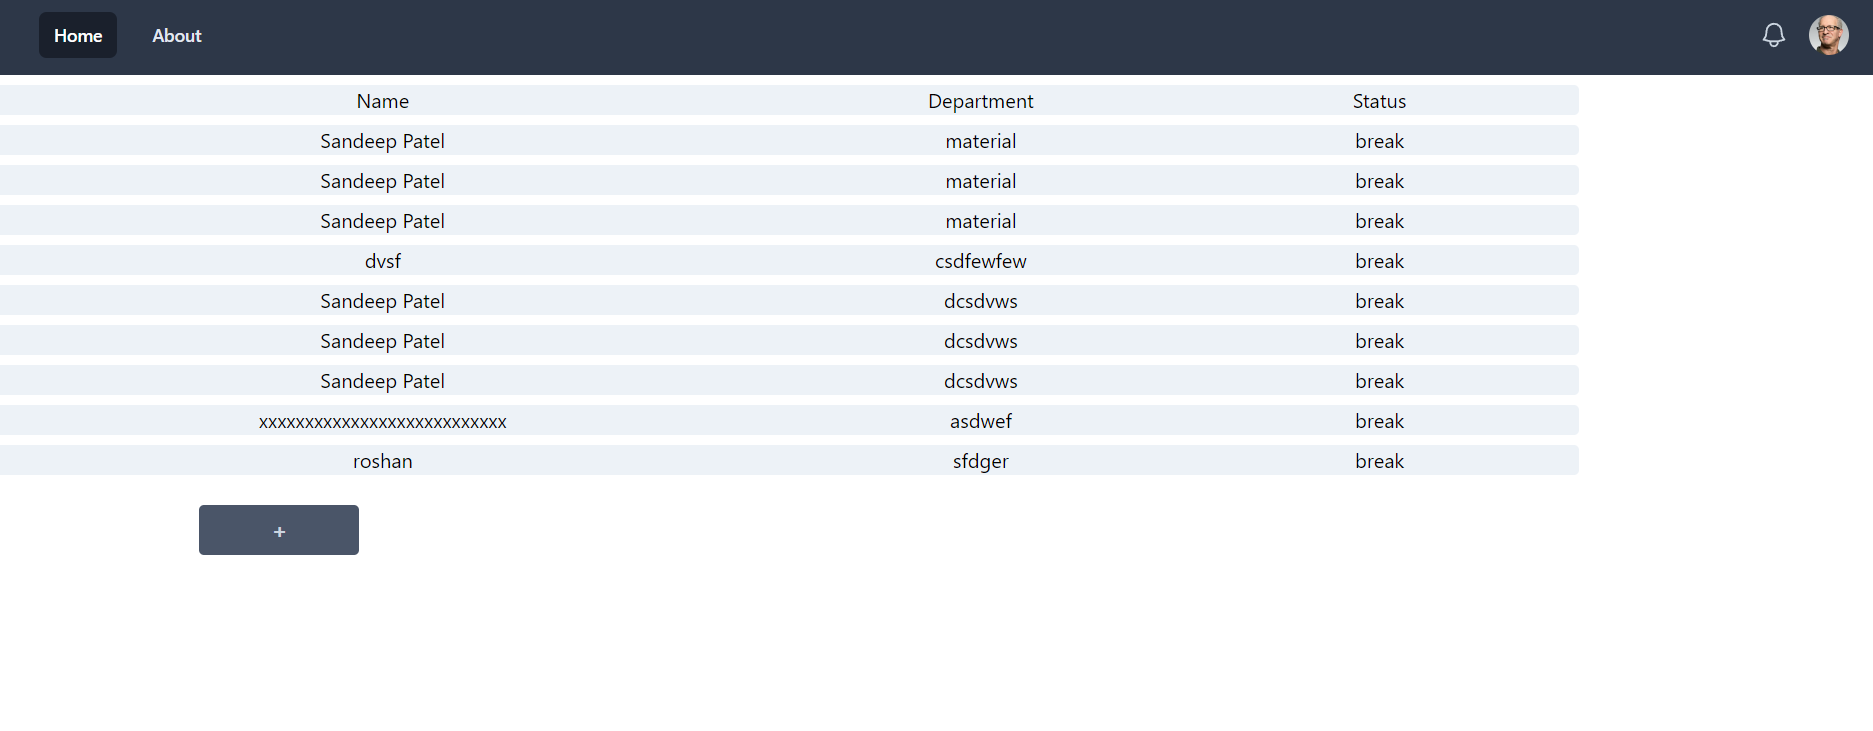 Home About
Name Department Status
Sandeep Patel material break
Sandeep Patel material break
Sandeep Patel material break
dvsf csdfewfew break
Sandeep Patel dcsdvws break
Sandeep Patel dcsdvws break
Sandeep Patel dcsdvws break
xxxxxxxxxxxxxxxxxxxxxxxxxxx asdwef break
roshan sfdger break
+